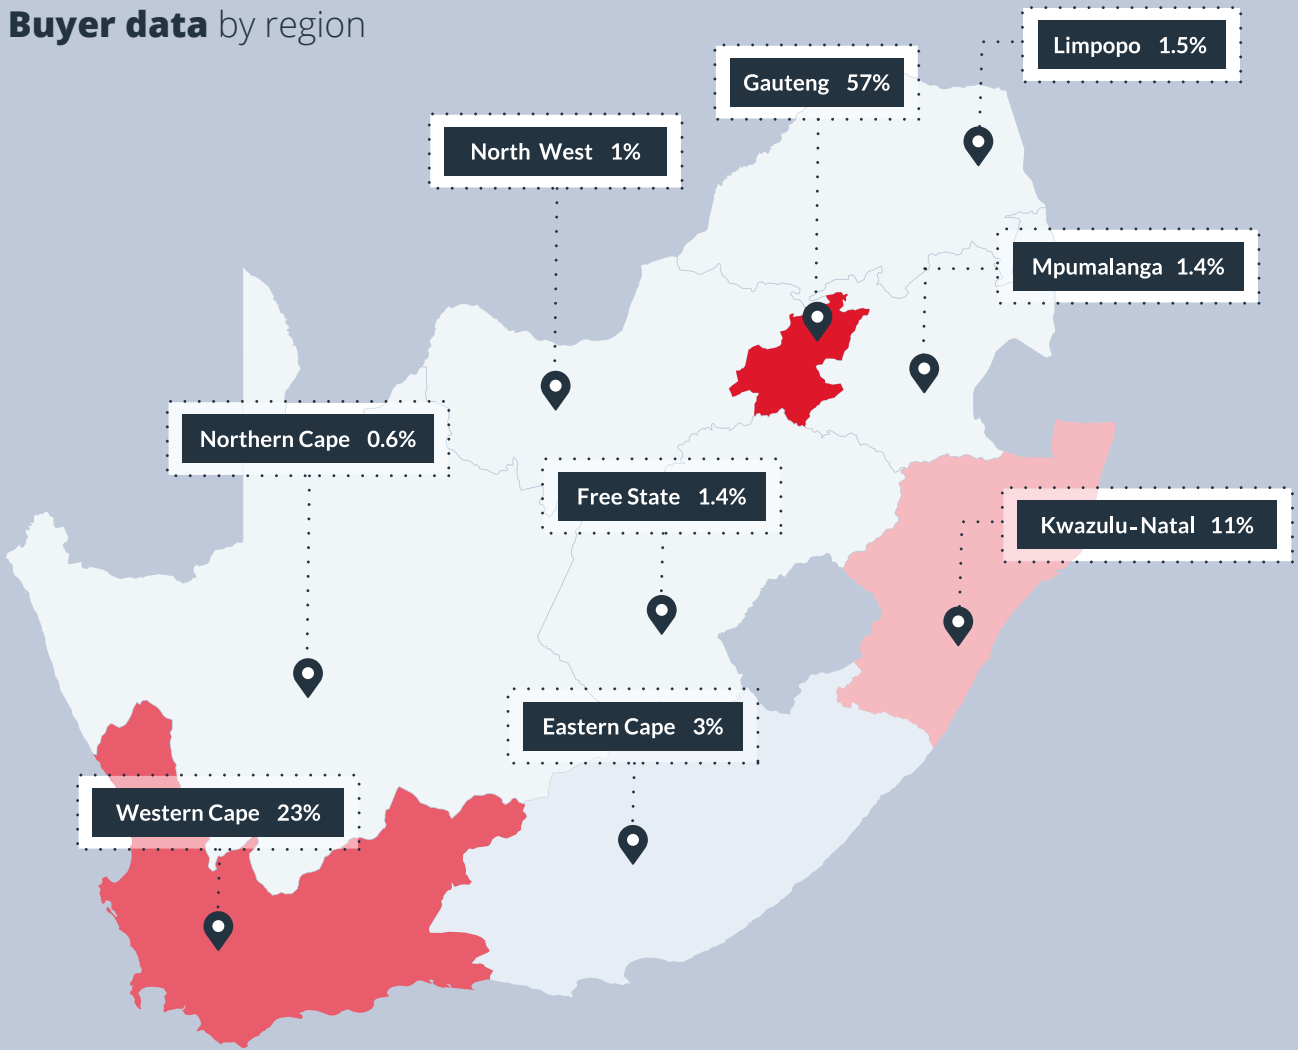 Buyer data by region
Limpopo 1.5%
Gauteng 57%
North West 1%
Mpumalanga 1.4%
Northern Cape 0.6%
Free State 1.4%
Kwazulu-Natal 11%
Eastern Cape 3%
Western Cape 23%